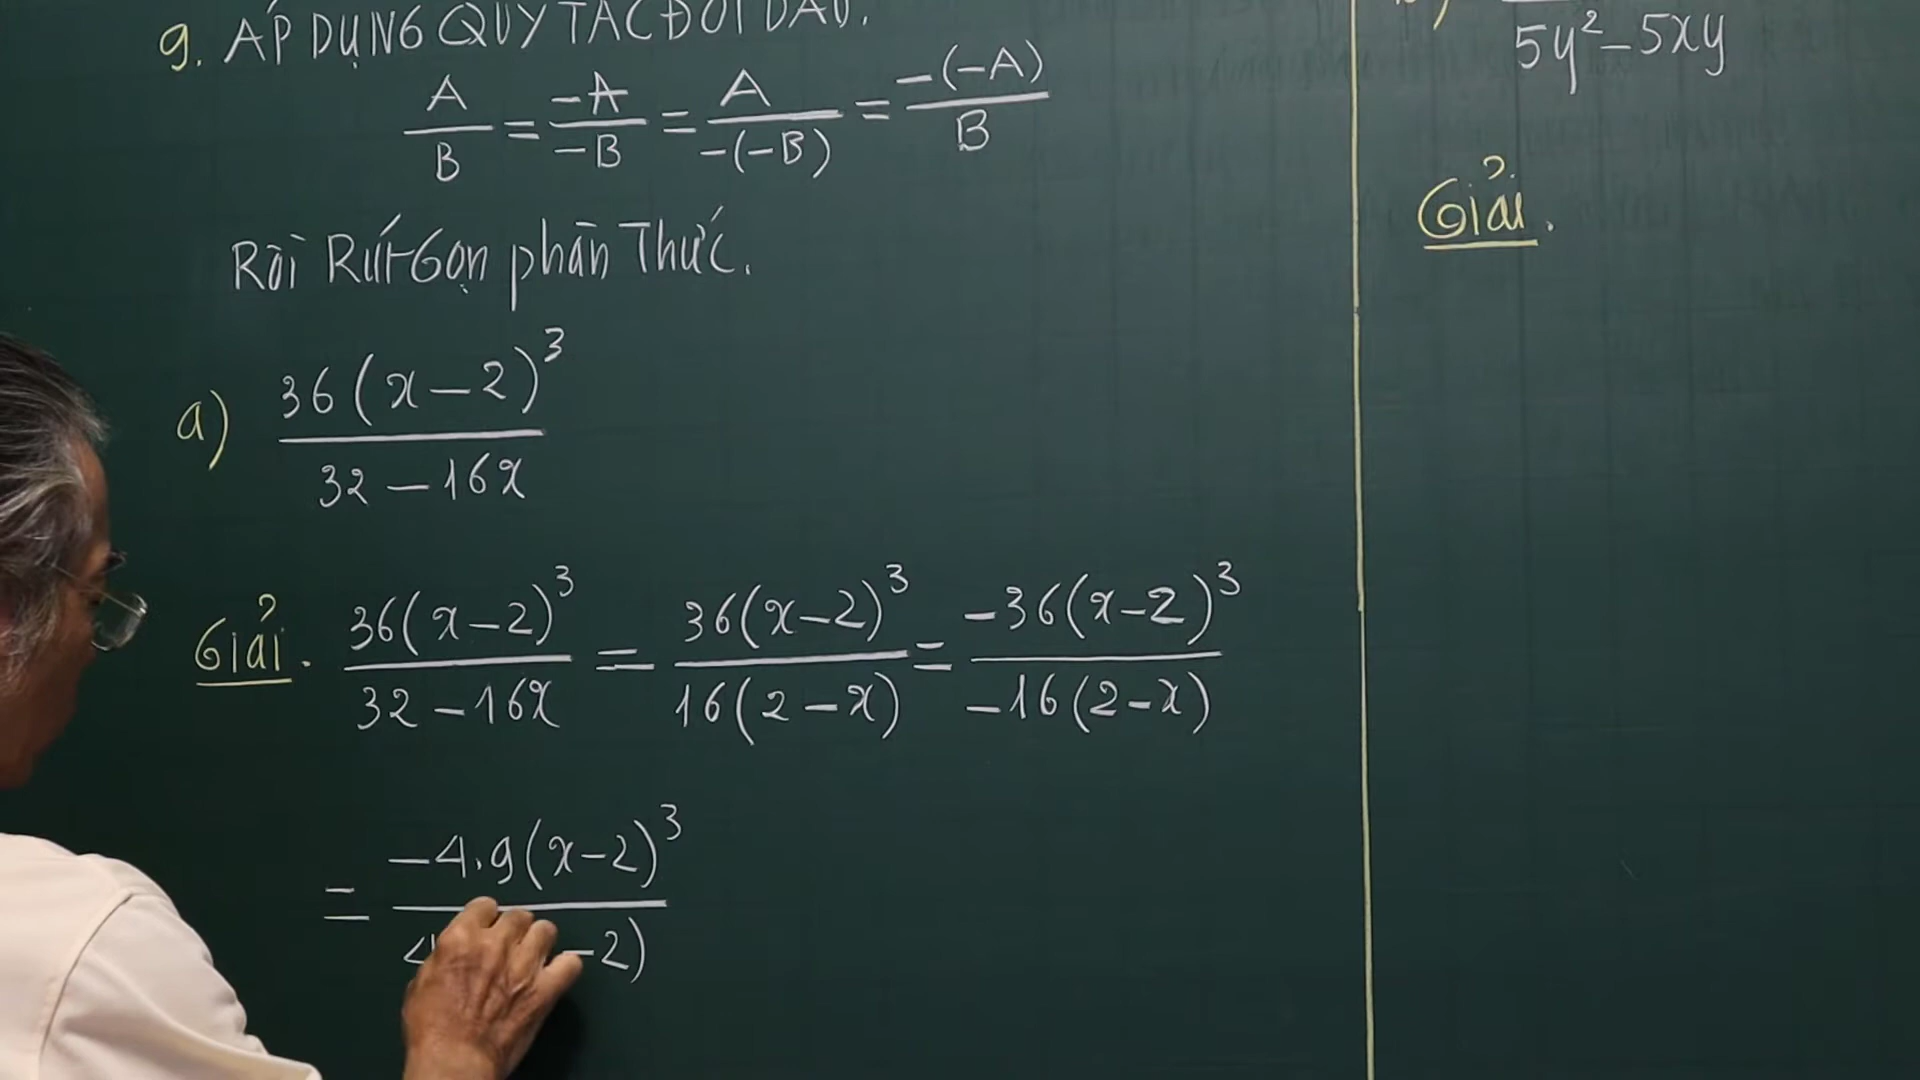 9. ÁP DỤNG QUY TẮC ĐỔI DẤU.
A/B = -A/-B = A/-(-B) = -(-A)/B
Rồi Rút Gọn phân Thức.
a) 36(x-2)³
32-16x
Giải. 36(x-2)³/32-16x = 36(x-2)³/16(2-x) = -36(x-2)³/-16(2-x)
= -4.9(x-2)³
-2)
5y²-5xy
Giải.